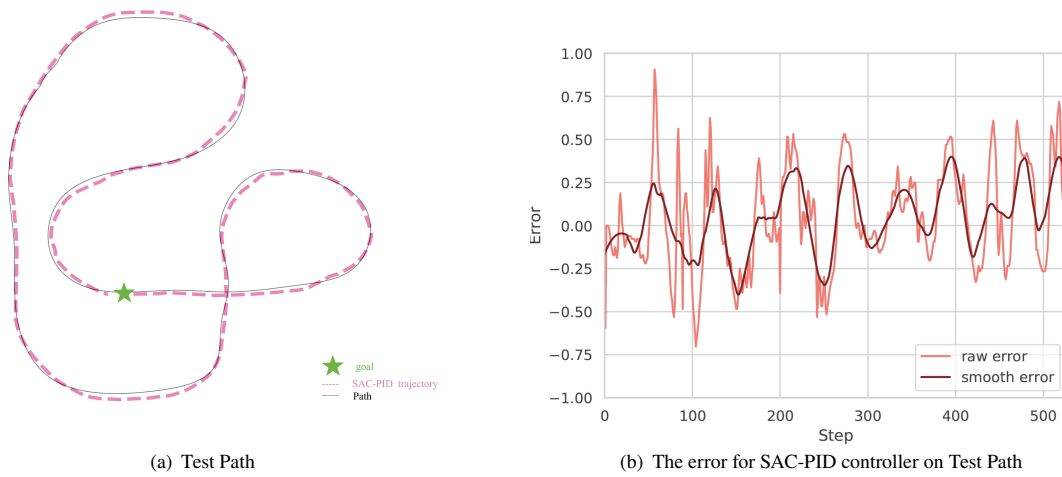 goal
SAC-PID trajectory
Path
(a) Test Path
1.00
0.75
0.50
0.25
0.00
−0.25
−0.50
−0.75
−1.00
Error
0 100 200 300 400 500
Step
raw error
smooth error
(b) The error for SAC-PID controller on Test Path